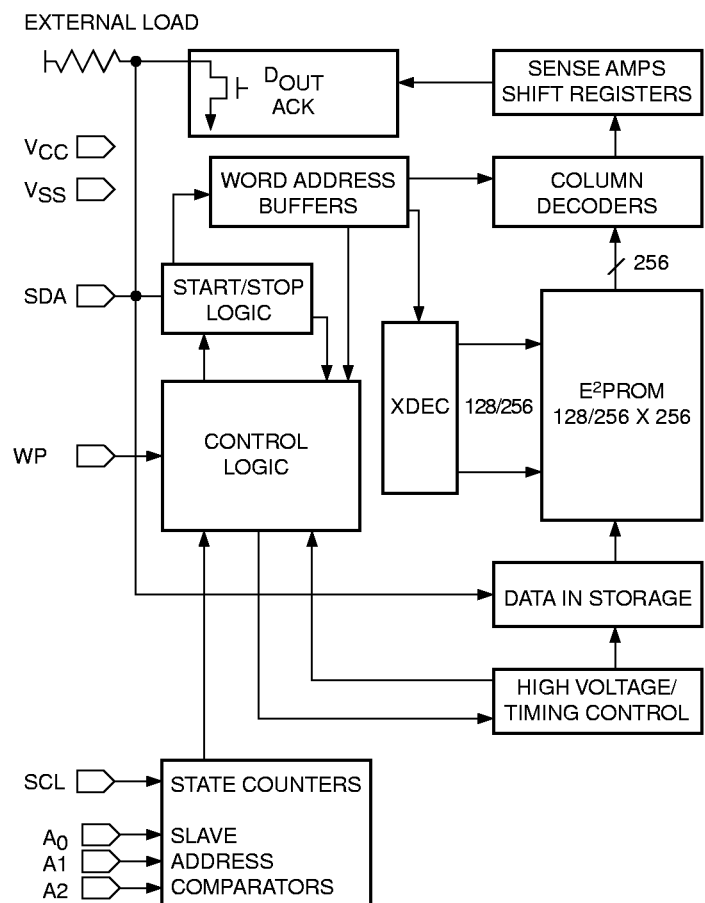 EXTERNAL LOAD
DOUT
ACK
SENSE AMPS
SHIFT REGISTERS
VCC
VSS
WORD ADDRESS
BUFFERS
COLUMN
DECODERS
256
SDA
START/STOP
LOGIC
XDEC
128/256
E²PROM
128/256 X 256
WP
CONTROL
LOGIC
DATA IN STORAGE
HIGH VOLTAGE/
TIMING CONTROL
SCL
STATE COUNTERS
A0
SLAVE
A1
ADDRESS
A2
COMPARATORS